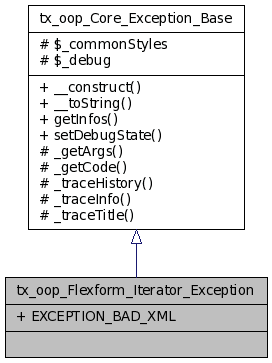 tx_oop_Core_Exception_Base
# $_commonStyles
# $_debug
+ __construct()
+ __toString()
+ getInfos()
+ setDebugState()
# _getArgs()
# _getCode()
# _traceHistory()
# _traceInfo()
# _traceTitle()
tx_oop_Flexform_Iterator_Exception
+ EXCEPTION_BAD_XML